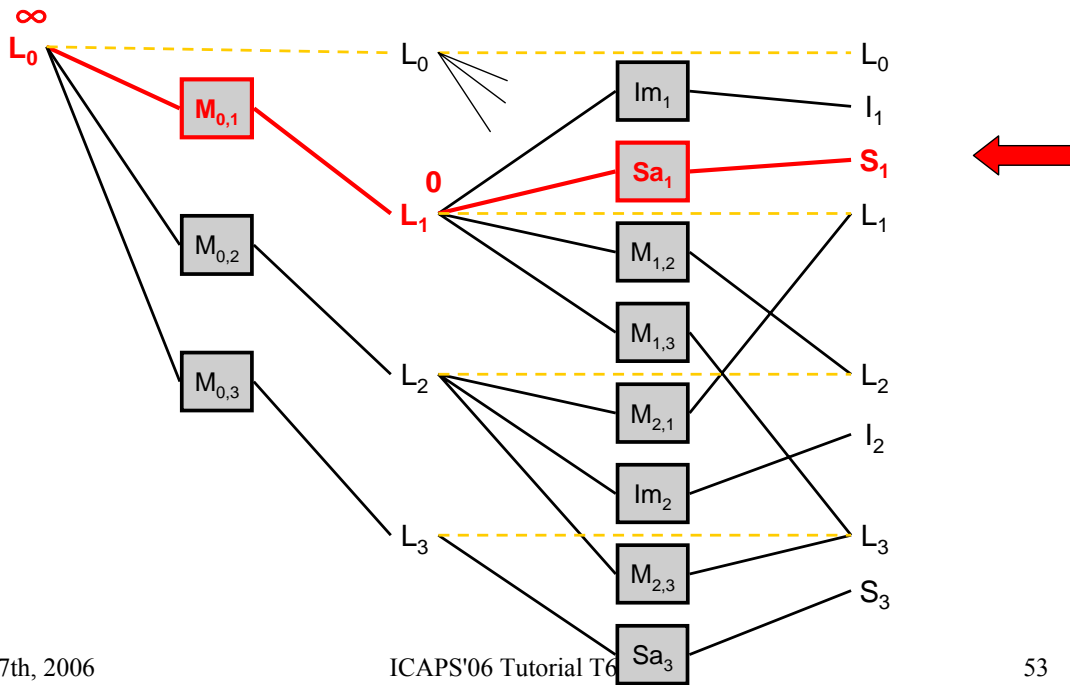 ∞
L0 L0 L0
Im1
I1
M0,1
0
Sa1 S1
L1 L1
M0,2 M1,2
M1,3
M0,3 L2 L2
M2,1
I2
Im2
L3 L3
M2,3
S3
Sa3
7th, 2006 ICAPS'06 Tutorial T6 53